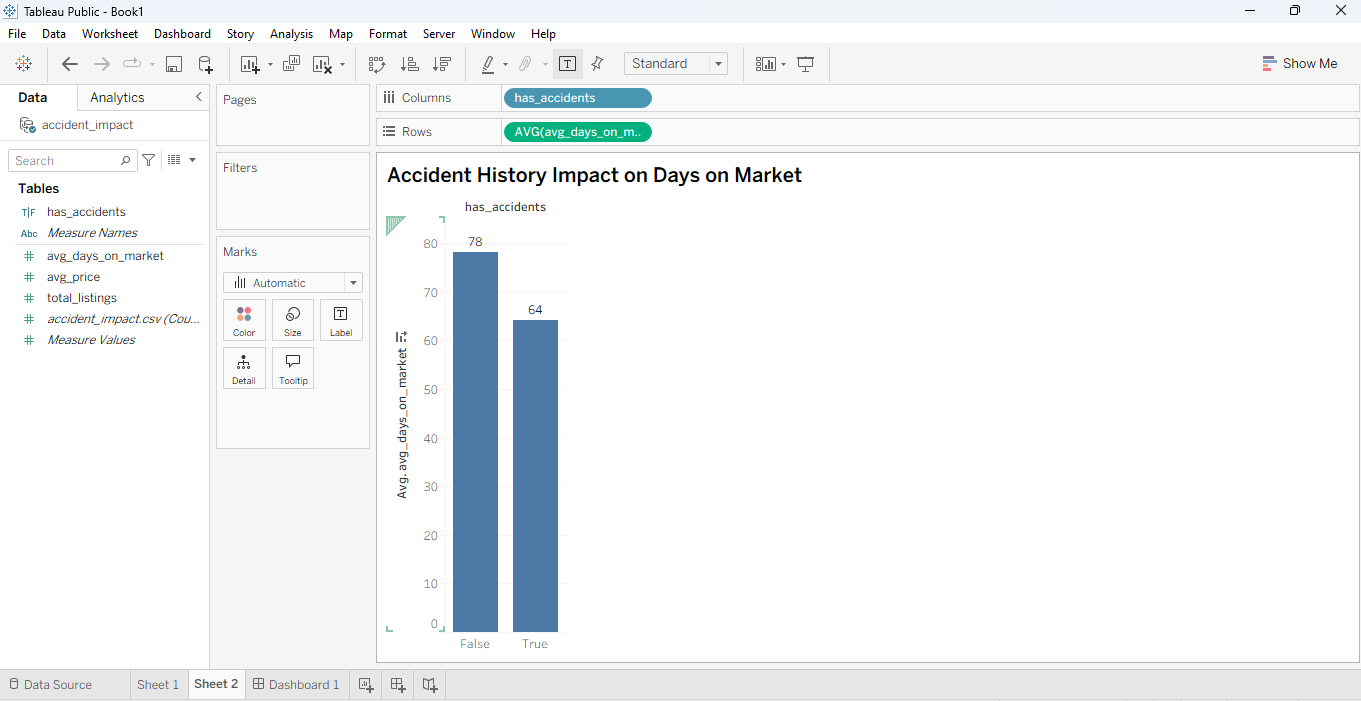 Tableau Public - Book1
File Data Worksheet Dashboard Story Analysis Map Format Server Window Help
Standard
Show Me
Data Analytics
accident_impact
Search
Tables
T|F has_accidents
Abc Measure Names
# avg_days_on_market
# avg_price
# total_listings
# accident_impact.csv (Cou...
# Measure Values
Pages
Filters
Marks
Automatic
Color Size Label
Detail Tooltip
Columns has_accidents
Rows AVG(avg_days_on_m..
Accident History Impact on Days on Market
has_accidents
Avg. avg_days_on_market
80
70
60
50
40
30
20
10
0
78
64
False True
Data Source Sheet 1 Sheet 2 Dashboard 1